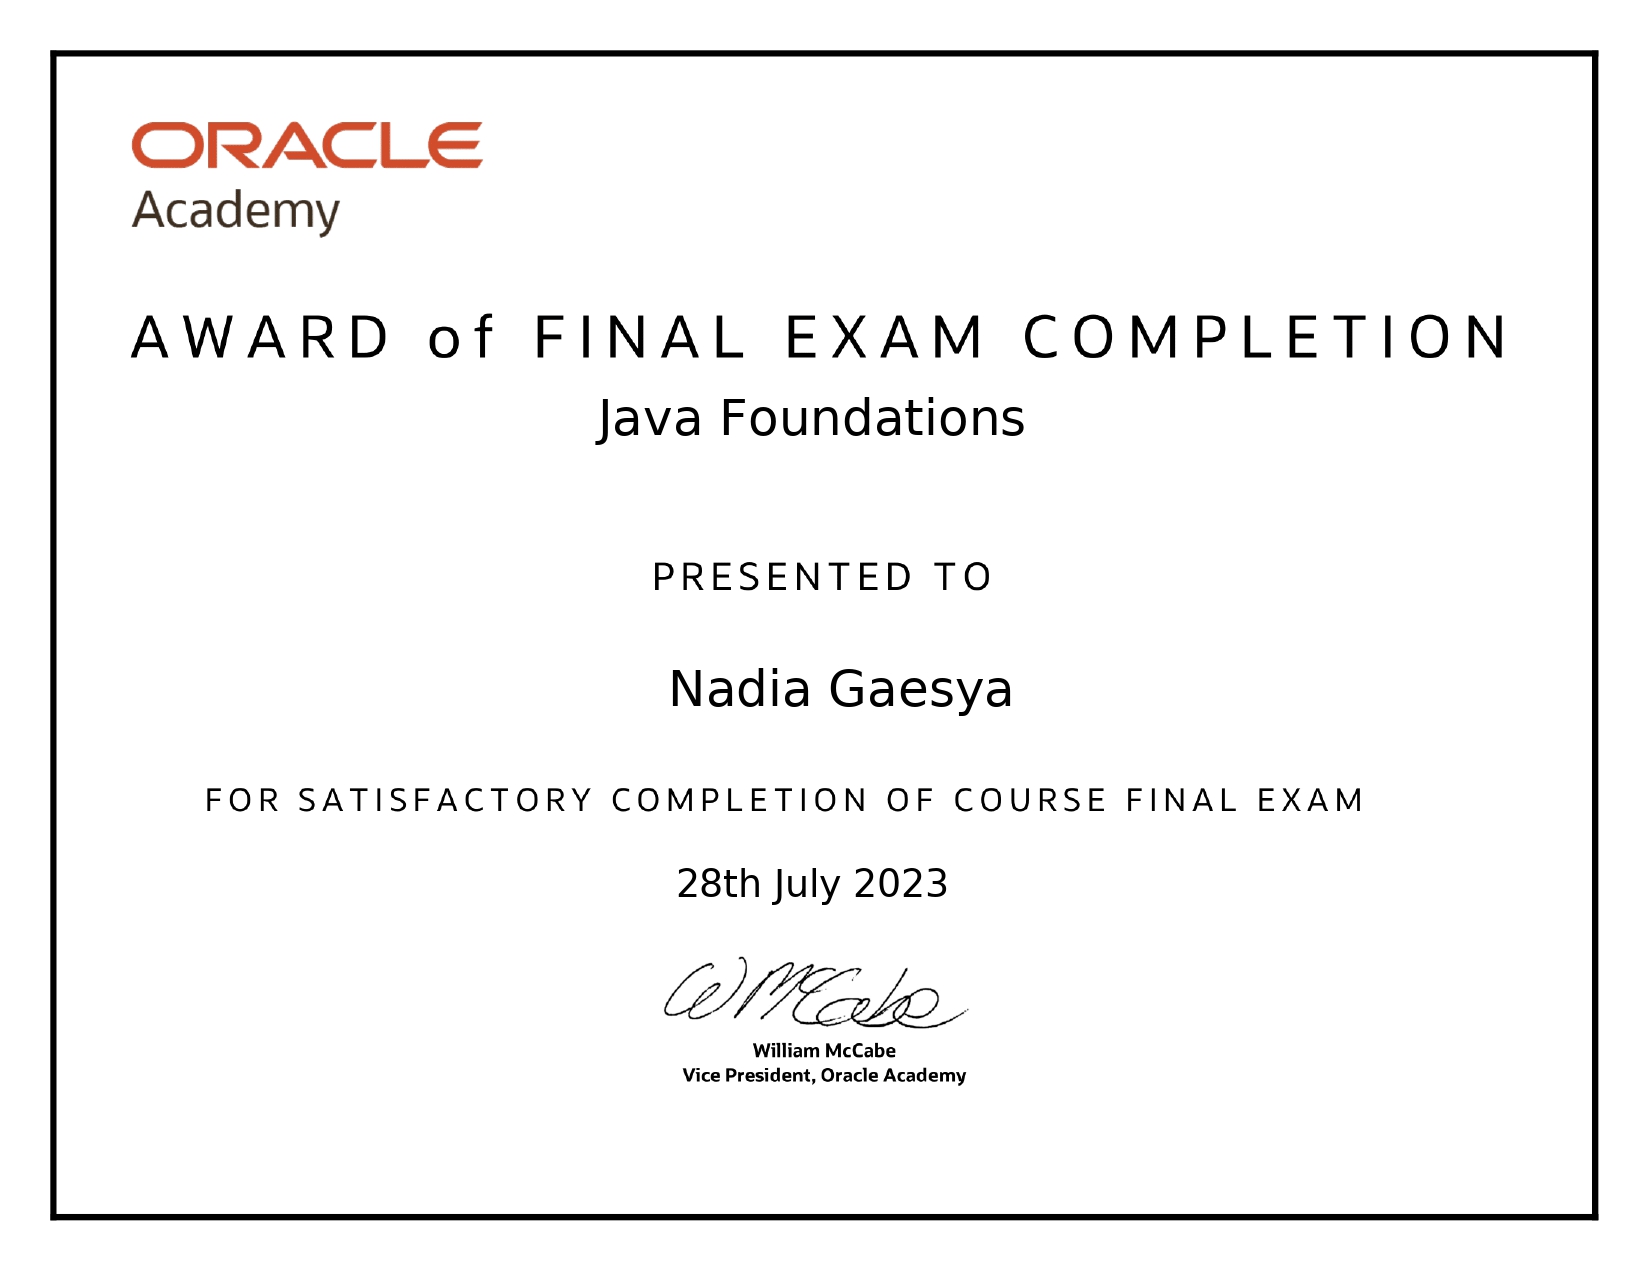 ORACLE
Academy
AWARD of FINAL EXAM COMPLETION
Java Foundations
PRESENTED TO
Nadia Gaesya
FOR SATISFACTORY COMPLETION OF COURSE FINAL EXAM
28th July 2023
WMcCabe
William McCabe
Vice President, Oracle Academy